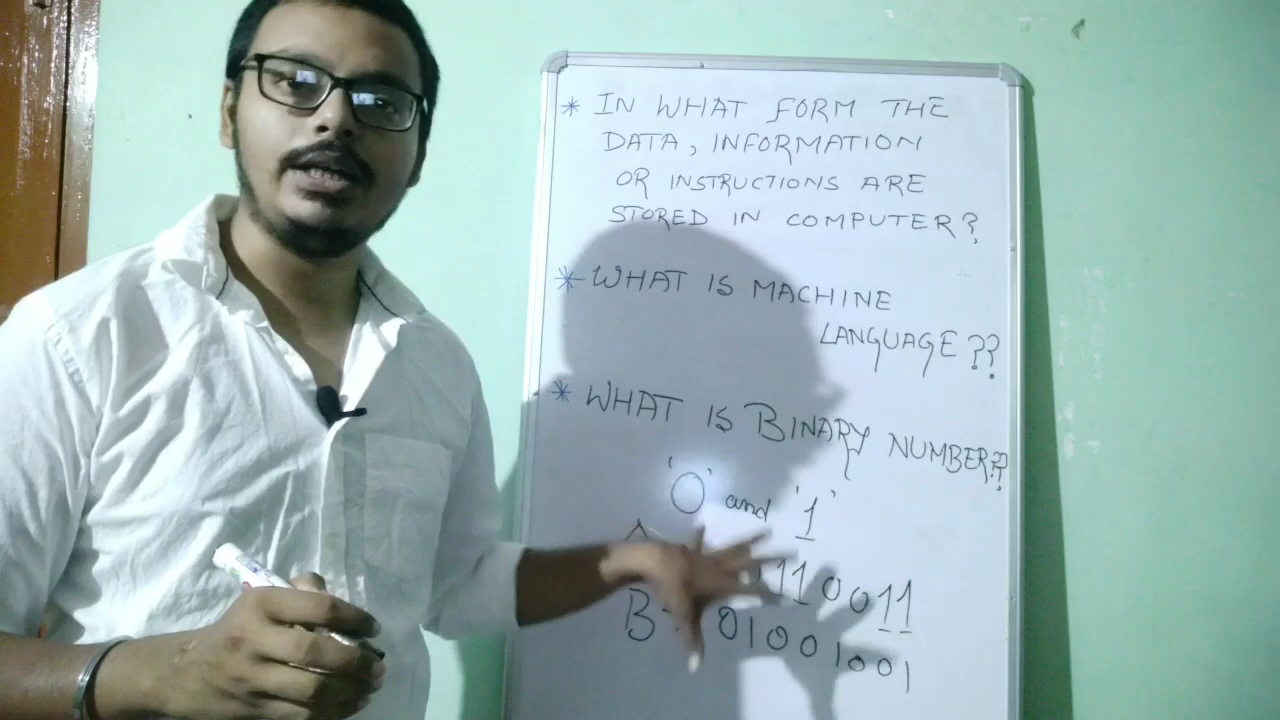 * IN WHAT FORM THE
DATA, INFORMATION
OR INSTRUCTIONS ARE
STORED IN COMPUTER?
* WHAT IS MACHINE
LANGUAGE??
* WHAT IS BINARY NUMBER??
'0' and '1'
110011
B 01001001